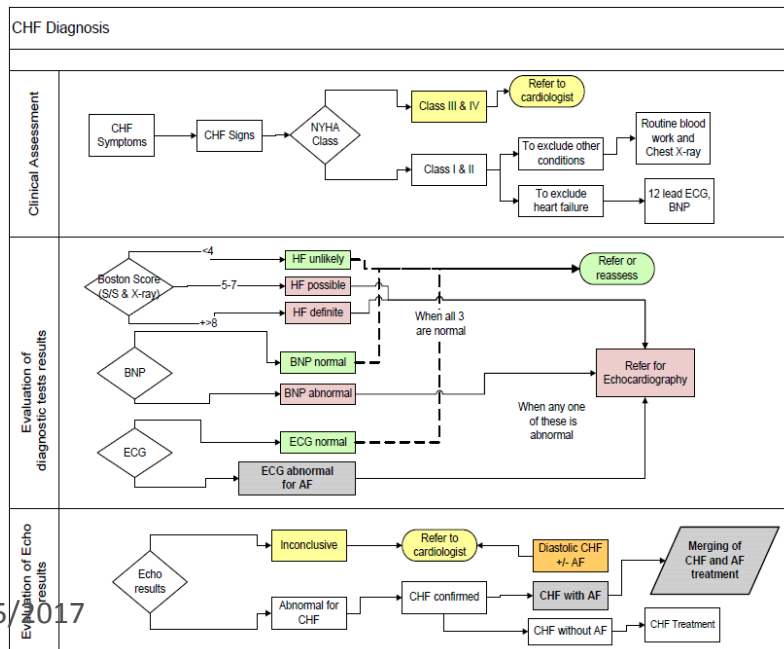 CHF Diagnosis
Clinical Assessment
CHF
Symptoms
CHF Signs
NYHA
Class
Class III & IV
Refer to
cardiologist
Class I & II
To exclude other
conditions
Routine blood
work and
Chest X-ray
To exclude
heart failure
12 lead ECG,
BNP
Evaluation of
diagnostic tests results
Boston Score
(S/S & X-ray)
<4
5-7
+>8
HF unlikely
HF possible
HF definite
Refer or
reassess
When all 3
are normal
BNP
BNP normal
BNP abnormal
Refer for
Echocardiography
When any one
of these is
abnormal
ECG
ECG normal
ECG abnormal
for AF
Evaluation of Echo
results
Echo
results
Inconclusive
Refer to
cardiologist
Diastolic CHF
+/- AF
Merging of
CHF and AF
treatment
Abnormal for
CHF
CHF confirmed
CHF with AF
CHF without AF
CHF Treatment
/2017